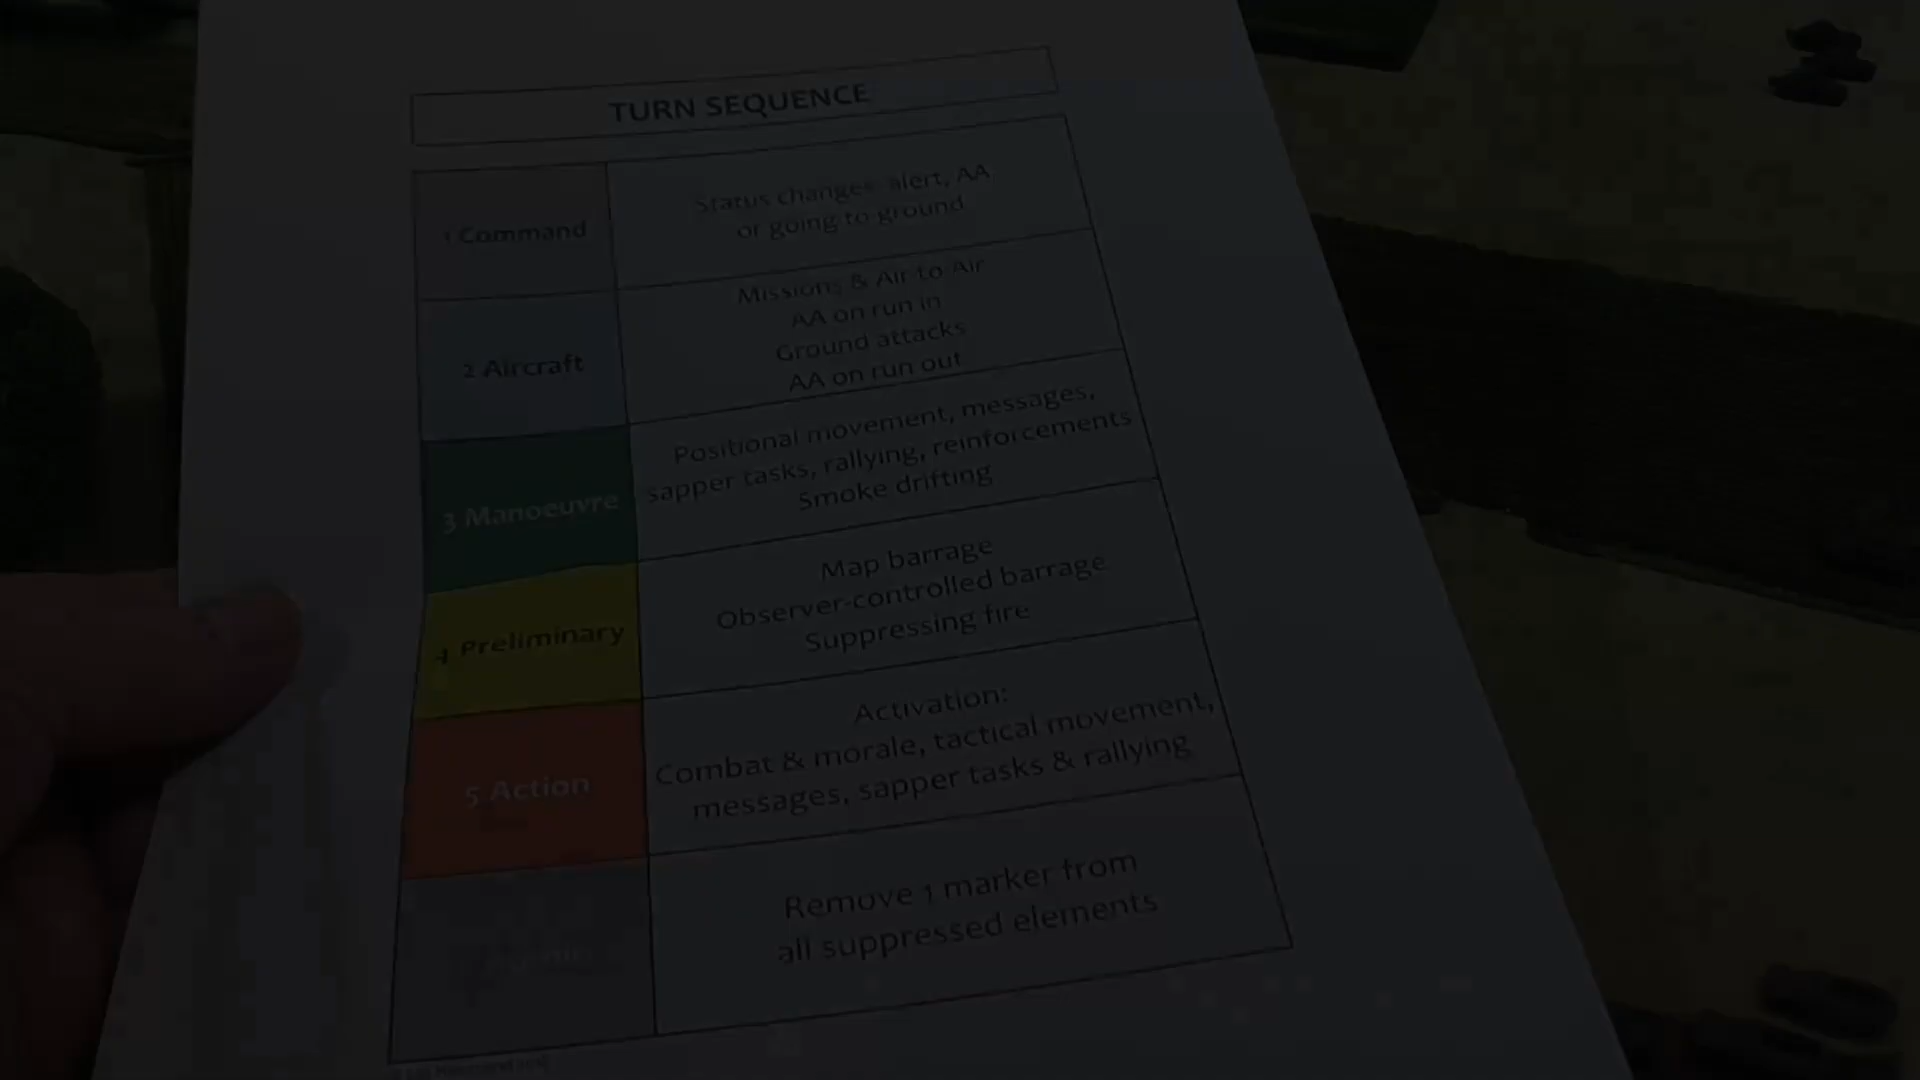 TURN SEQUENCE
1 Command
Status changes: alert, AA
or going to ground
2 Aircraft
Missions & Air to Air
AA on run in
Ground attacks
AA on run out
3 Manoeuvre
Positional movement, messages,
sapper tasks, rallying, reinforcements
Smoke drifting
4 Preliminary
Map barrage
Observer-controlled barrage
Suppressing fire
5 Action
Activation:
Combat & morale, tactical movement,
messages, sapper tasks & rallying
Remove 1 marker from
all suppressed elements